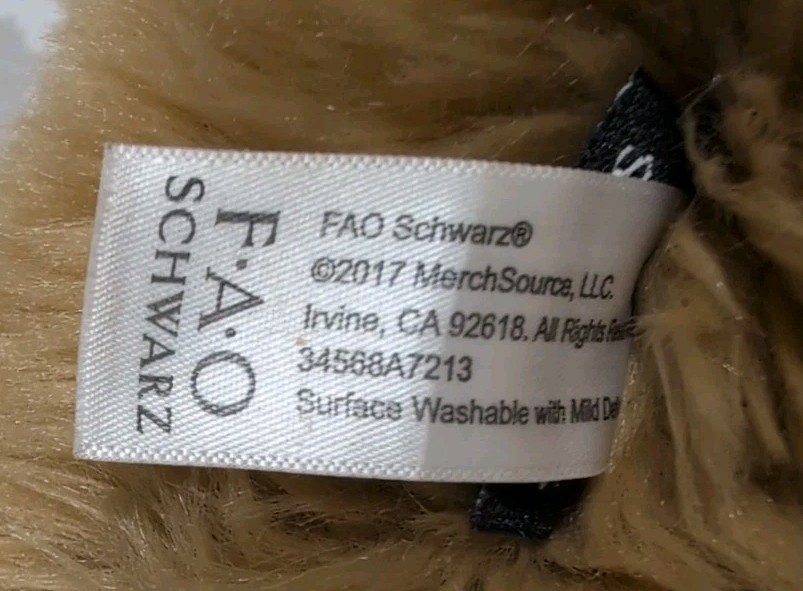 F·A·O
SCHWARZ
FAO Schwarz®
©2017 MerchSource, LLC.
Irvine, CA 92618. All Rights
34568A7213
Surface Washable with Mild